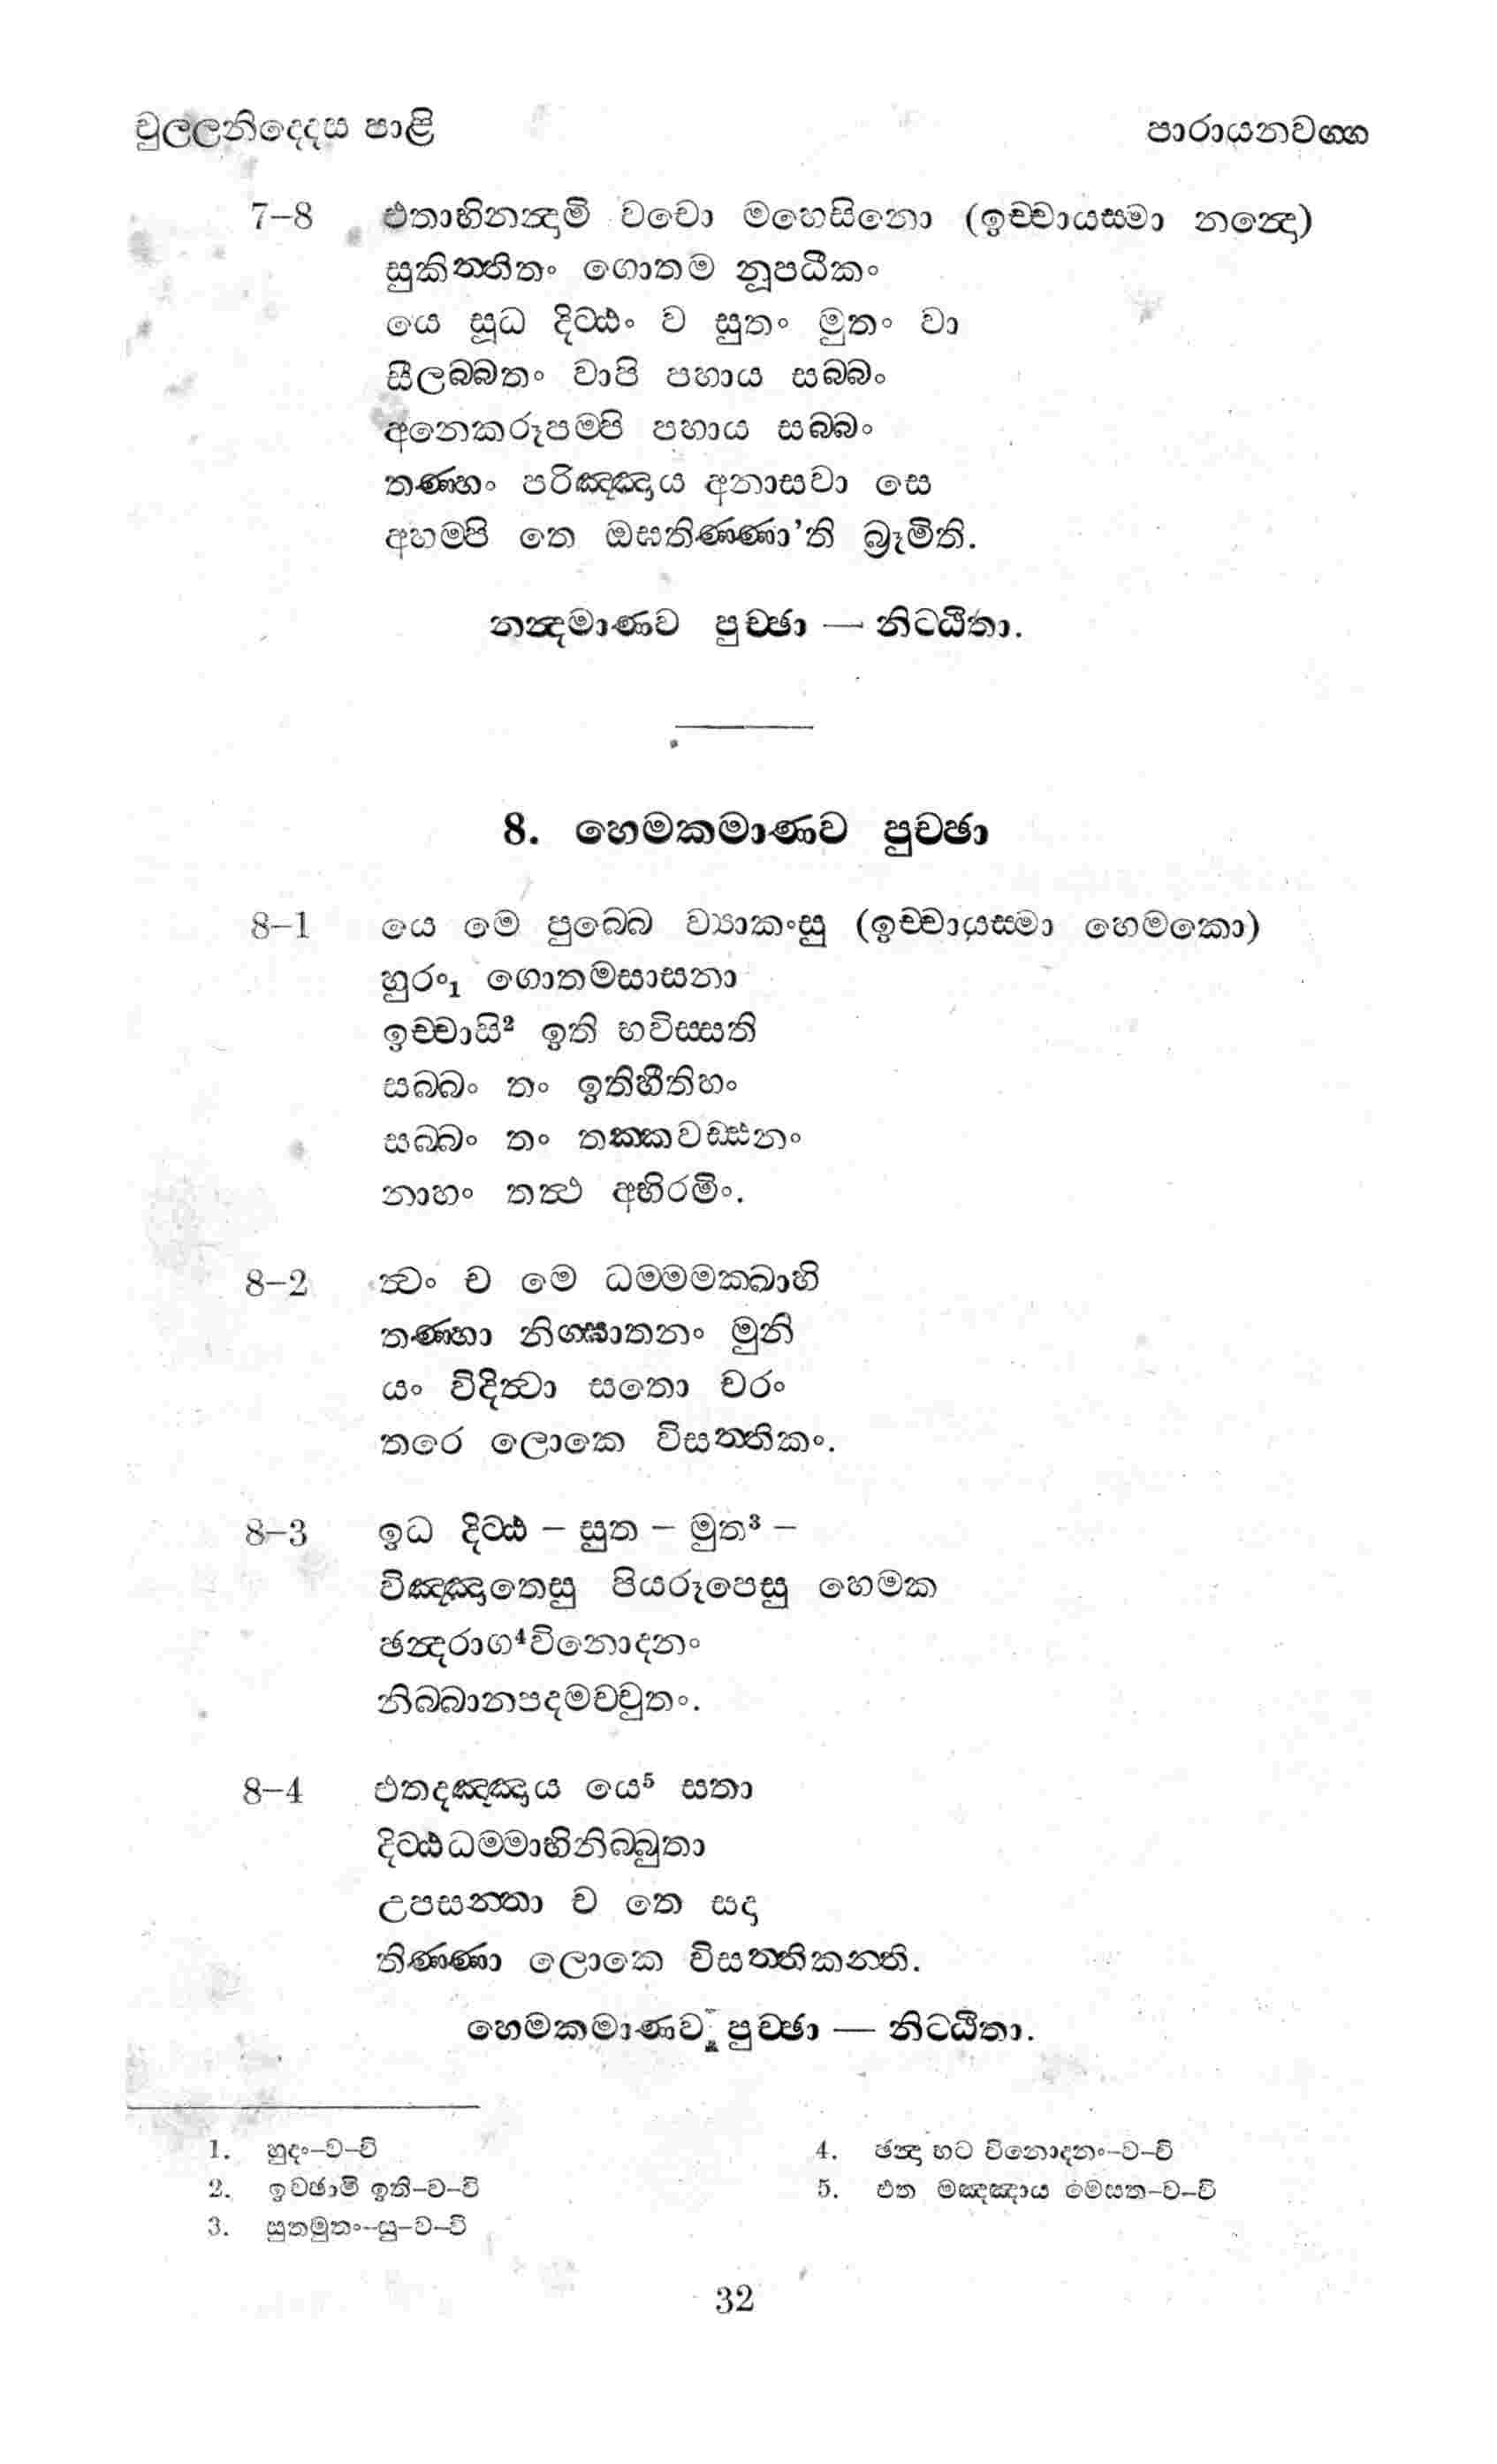 චුල්ලනිද්දෙස පාළි
පාරායනවග්ග
7–8 එතාභිනන්දාමි වචො මහෙසිනො (ඉච්චායස්මා නන්දො)
සුකිත්තිතං ගොතම නූපධීකං
යෙ සූධ දිට්ඨං ව සුතං මුතං වා
සීලබ්බතං වාපි පහාය සබ්බං
අනෙකරූපම්පි පහාය සබ්බං
තණ්හං පරිඤ්ඤාය අනාසවා සෙ
අහම්පි තෙ ඔඝතිණ්ණා’ති බ්‍රූමිති.
නන්දමාණව පුච්ඡා — නිට්ඨිතා.
8. හෙමකමාණව පුච්ඡා
8–1 යෙ මෙ පුබ්බෙ ව්‍යාකංසු (ඉච්චායස්මා හෙමකො)
හුරං1 ගොතමසාසනා
ඉච්චාසි2 ඉති භවිස්සති
සබ්බං තං ඉතිහීතිහං
සබ්බං තං තක්කවඩ්ඪනං
නාහං තත්ථ අභිරමිං.
8–2 ත්වං ච මෙ ධම්මමක්ඛාහි
තණ්හා නිග්ඝාතනං මුනි
යං විදිත්වා සතො චරං
තරෙ ලොකෙ විසත්තිකං.
8–3 ඉධ දිට්ඨ – සුත – මුත3 –
විඤ්ඤාතෙසු පියරූපෙසු හෙමක
ඡන්දරාග4විනොදනං
නිබ්බානපදමච්චුතං.
8–4 එතදඤ්ඤාය යෙ5 සතා
දිට්ඨධම්මාභිනිබ්බුතා
උපසන්තා ච තෙ සදා
තිණ්ණා ලොකෙ විසත්තිකන්ති.
හෙමකමාණව පුච්ඡා — නිට්ඨිතා.
1. හුදං–ව–වි
2. ඉච්ඡාමි ඉති–ව–වි
3. සුතමුතං–සු–ව–වි
4. ඡන්දා භට විනොදනං–ව–වි
5. එත මඤ්ඤාය මෙසත–ව–වි
32